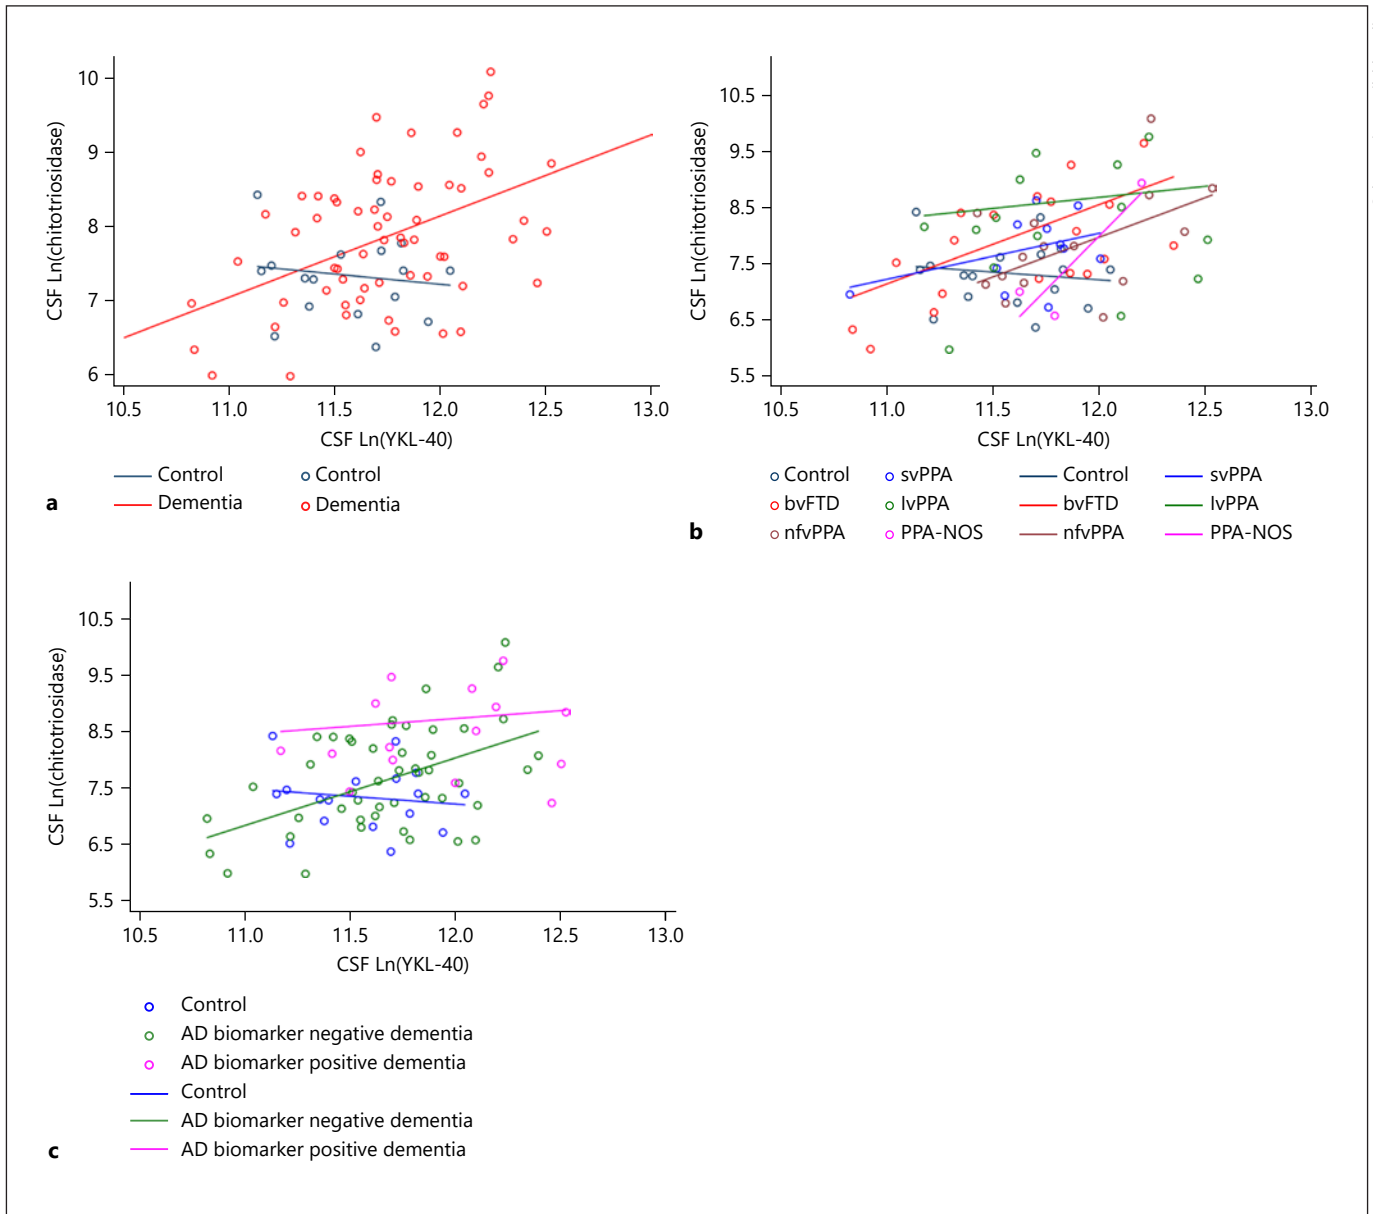 10
9
8
7
6
CSF Ln(chitotriosidase)
10.5 11.0 11.5 12.0 12.5 13.0
CSF Ln(YKL-40)
Control Control
Dementia Dementia
a
10.5
9.5
8.5
7.5
6.5
5.5
CSF Ln(chitotriosidase)
10.5 11.0 11.5 12.0 12.5 13.0
CSF Ln(YKL-40)
Control svPPA Control svPPA
bvFTD lvPPA bvFTD lvPPA
nfvPPA PPA-NOS nfvPPA PPA-NOS
b
10.5
9.5
8.5
7.5
6.5
5.5
CSF Ln(chitotriosidase)
10.5 11.0 11.5 12.0 12.5 13.0
CSF Ln(YKL-40)
Control
AD biomarker negative dementia
AD biomarker positive dementia
Control
AD biomarker negative dementia
AD biomarker positive dementia
c